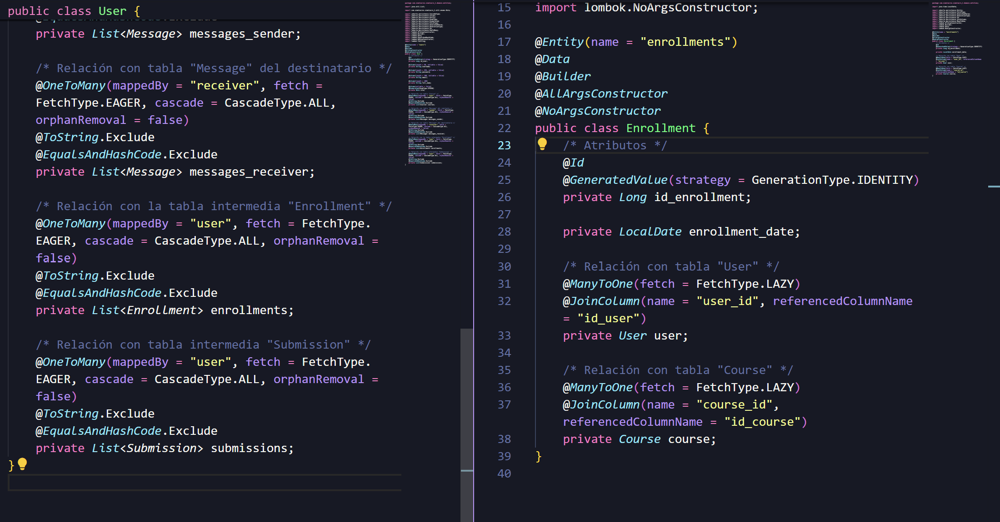 public class User {
private List<Message> messages_sender;
/* Relación con tabla "Message" del destinatario */
@OneToMany(mappedBy = "receiver", fetch =
FetchType.EAGER, cascade = CascadeType.ALL,
orphanRemoval = false)
@ToString.Exclude
@EqualsAndHashCode.Exclude
private List<Message> messages_receiver;
/* Relación con la tabla intermedia "Enrollment" */
@OneToMany(mappedBy = "user", fetch = FetchType.
EAGER, cascade = CascadeType.ALL, orphanRemoval =
false)
@ToString.Exclude
@EqualsAndHashCode.Exclude
private List<Enrollment> enrollments;
/* Relación con tabla intermedia "Submission" */
@OneToMany(mappedBy = "user", fetch = FetchType.
EAGER, cascade = CascadeType.ALL, orphanRemoval =
false)
@ToString.Exclude
@EqualsAndHashCode.Exclude
private List<Submission> submissions;
}
15 import lombok.NoArgsConstructor;
16
17 @Entity(name = "enrollments")
18 @Data
19 @Builder
20 @AllArgsConstructor
21 @NoArgsConstructor
22 public class Enrollment {
23 /* Atributos */
24 @Id
25 @GeneratedValue(strategy = GenerationType.IDENTITY)
26 private Long id_enrollment;
27
28 private LocalDate enrollment_date;
29
30 /* Relación con tabla "User" */
31 @ManyToOne(fetch = FetchType.LAZY)
32 @JoinColumn(name = "user_id", referencedColumnName
= "id_user")
33 private User user;
34
35 /* Relación con tabla "Course" */
36 @ManyToOne(fetch = FetchType.LAZY)
37 @JoinColumn(name = "course_id",
referencedColumnName = "id_course")
38 private Course course;
39 }
40